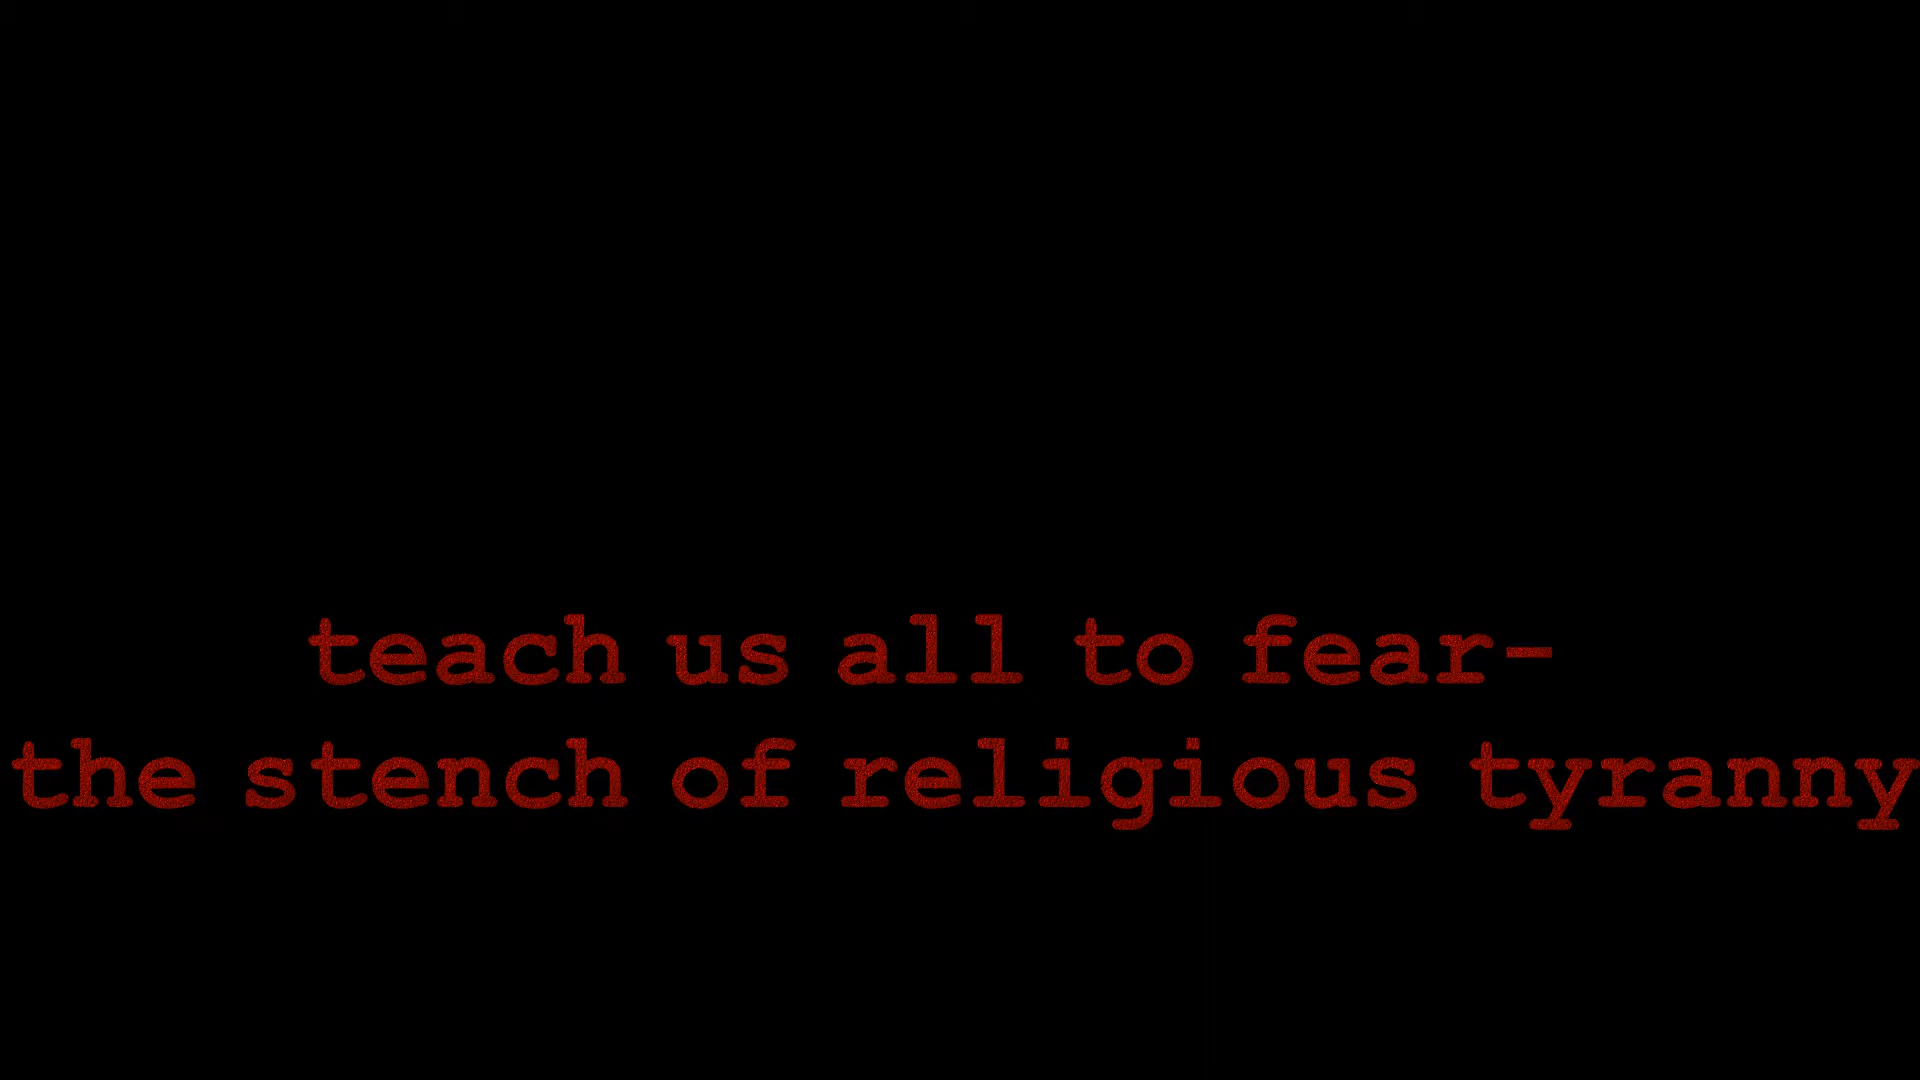 teach us all to fear-
the stench of religious tyranny